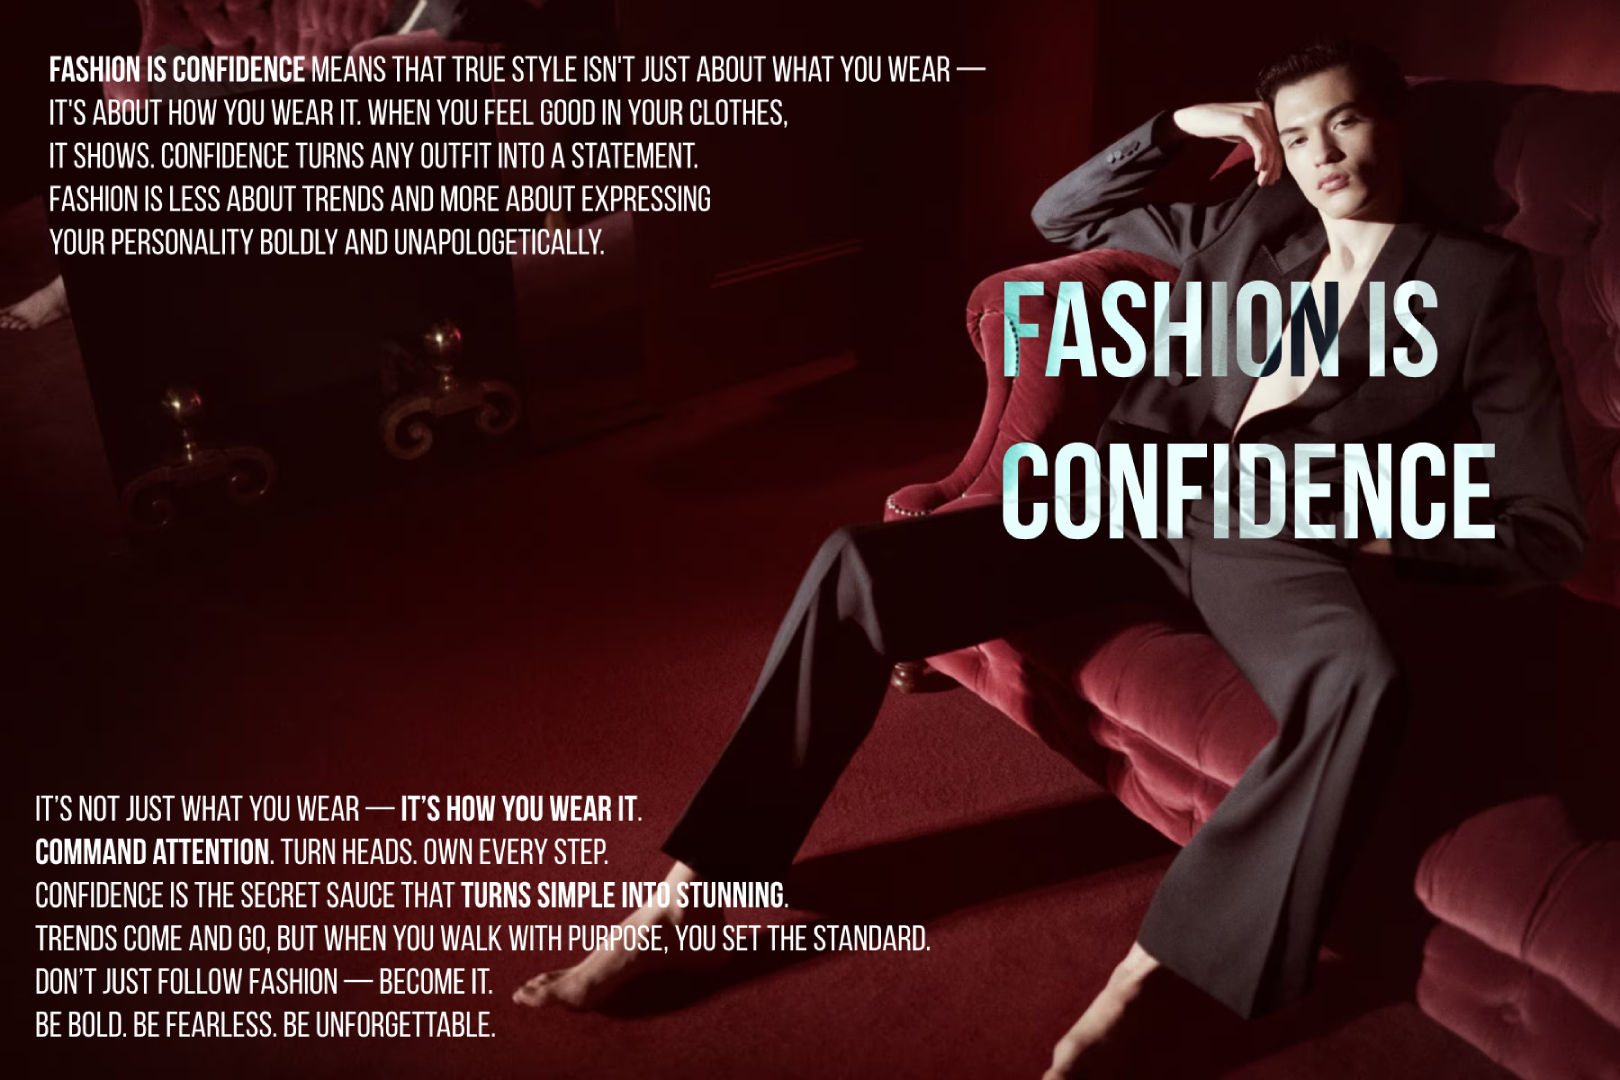 FASHION IS CONFIDENCE MEANS THAT TRUE STYLE ISN'T JUST ABOUT WHAT YOU WEAR —
IT'S ABOUT HOW YOU WEAR IT. WHEN YOU FEEL GOOD IN YOUR CLOTHES,
IT SHOWS. CONFIDENCE TURNS ANY OUTFIT INTO A STATEMENT.
FASHION IS LESS ABOUT TRENDS AND MORE ABOUT EXPRESSING
YOUR PERSONALITY BOLDLY AND UNAPOLOGETICALLY.
FASHION IS
CONFIDENCE
IT’S NOT JUST WHAT YOU WEAR — IT’S HOW YOU WEAR IT.
COMMAND ATTENTION. TURN HEADS. OWN EVERY STEP.
CONFIDENCE IS THE SECRET SAUCE THAT TURNS SIMPLE INTO STUNNING.
TRENDS COME AND GO, BUT WHEN YOU WALK WITH PURPOSE, YOU SET THE STANDARD.
DON’T JUST FOLLOW FASHION — BECOME IT.
BE BOLD. BE FEARLESS. BE UNFORGETTABLE.